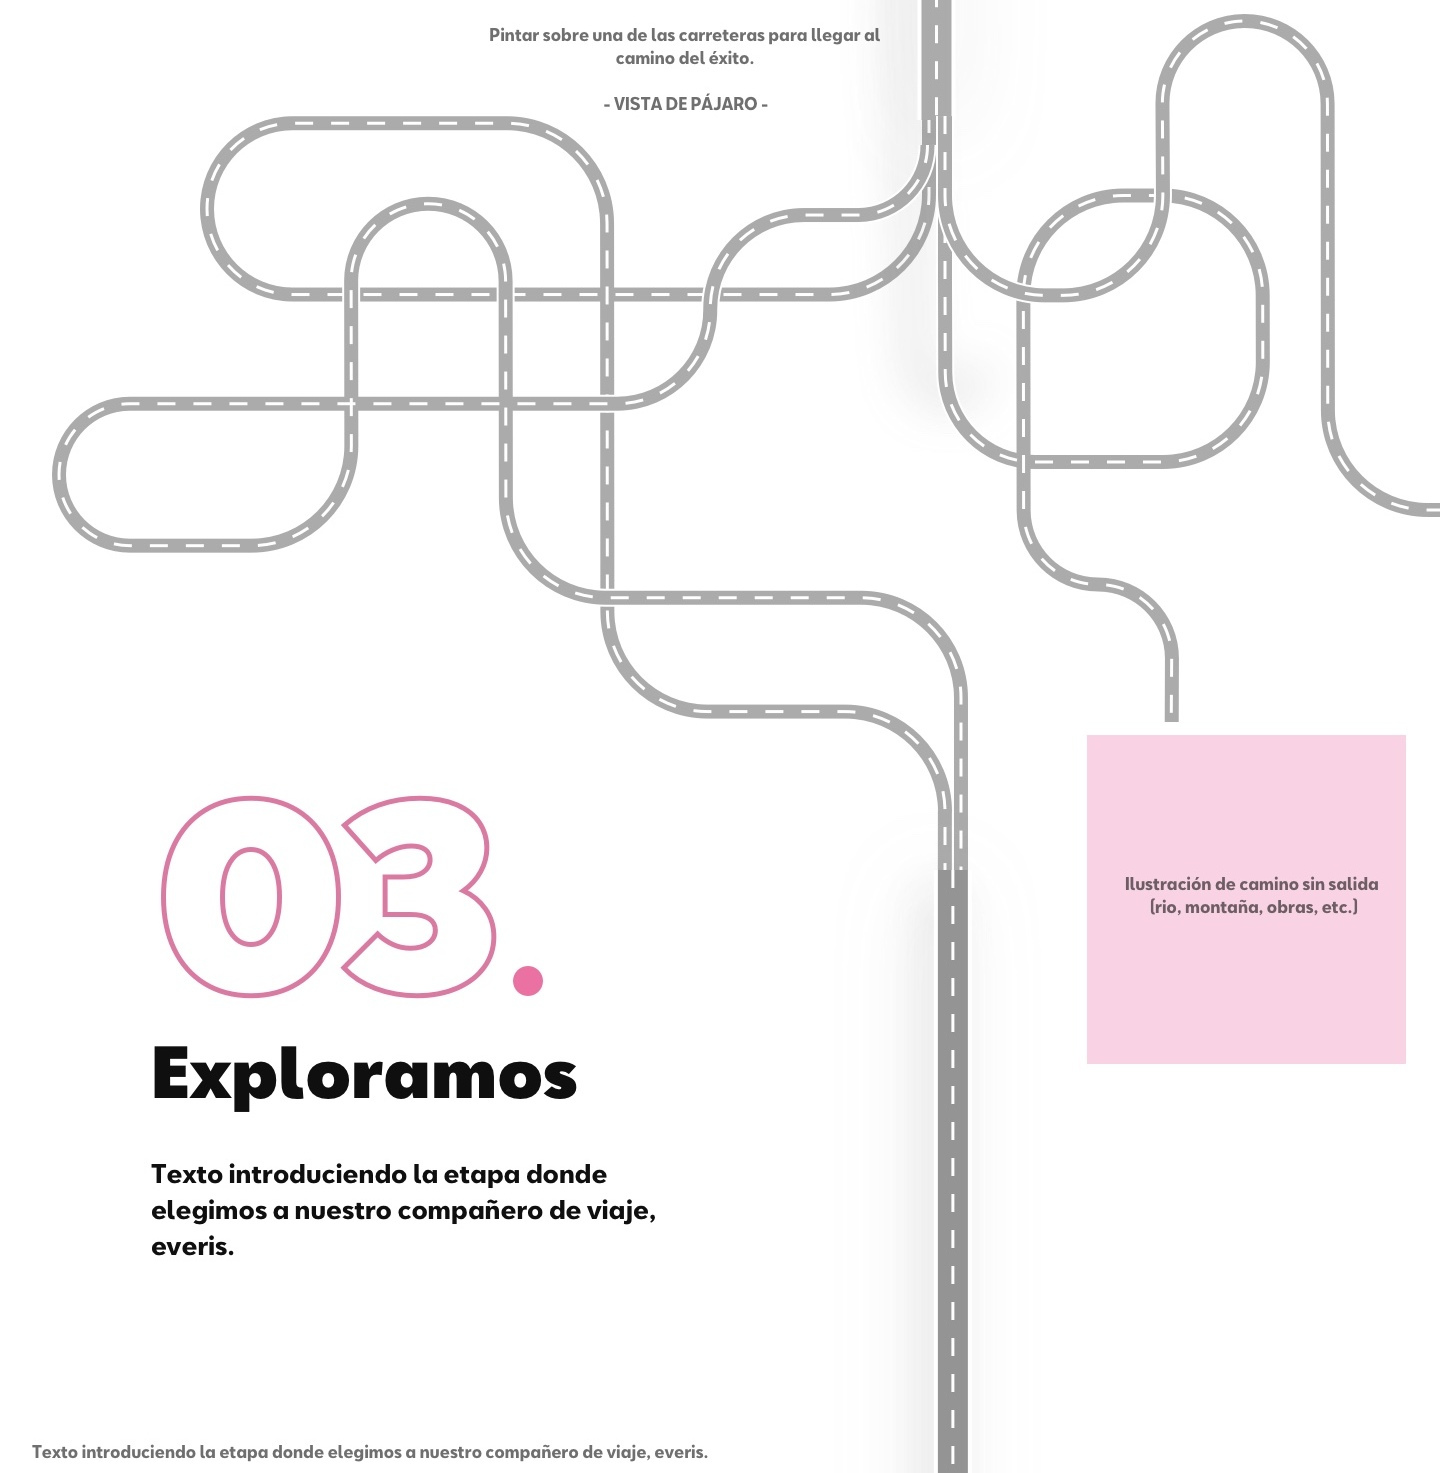 Pintar sobre una de las carreteras para llegar al
camino del éxito.
- VISTA DE PÁJARO -
03.
Exploramos
Texto introduciendo la etapa donde
elegimos a nuestro compañero de viaje,
everis.
Ilustración de camino sin salida
(rio, montaña, obras, etc.)
Texto introduciendo la etapa donde elegimos a nuestro compañero de viaje, everis.